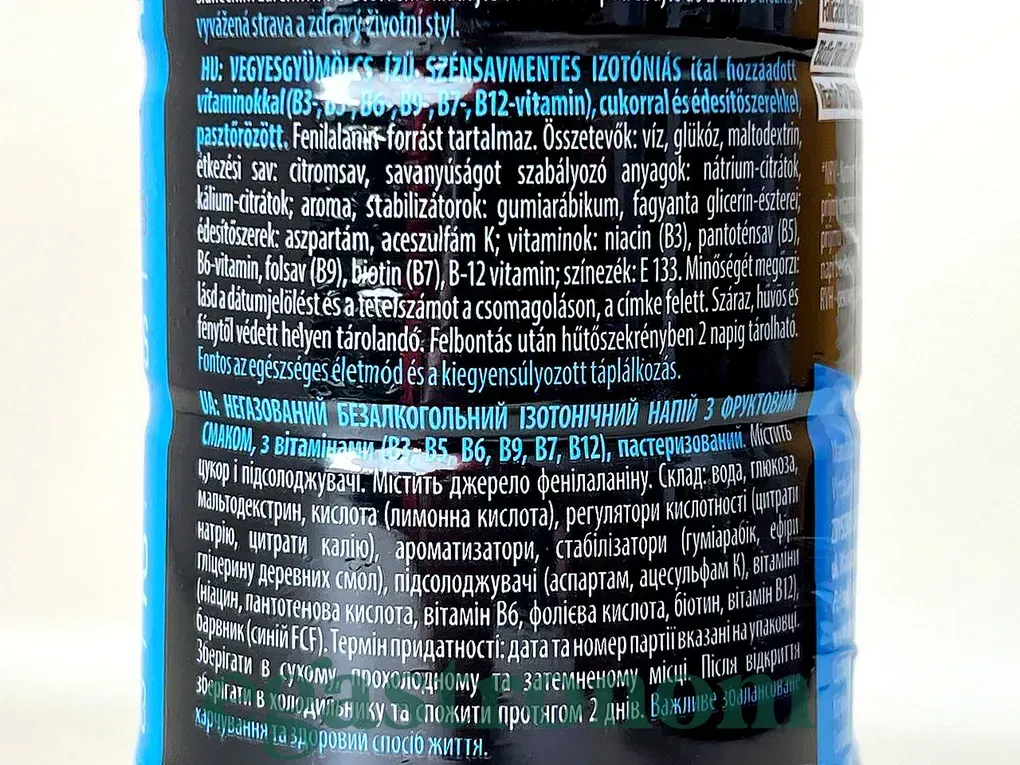 vyvážená strava a zdravý životní styl.
HU: VEGYESGYÜMÖLCS ÍZŰ, SZÉNSAVMENTES IZOTÓNIÁS ital hozzáadott
vitaminokkal (B3-, B5-, B6-, B9-, B7-, B12-vitamin), cukorral és édesítőszerekkel,
pasztőrözött. Fenilalanin-forrást tartalmaz. Összetevők: víz, glükóz, maltodextrin,
étkezési sav: citromsav, savanyúságot szabályozó anyagok: nátrium-citrátok,
kálium-citrátok; aroma, stabilizátorok: gumiarábikum, fagyanta glicerin-észterei;
édesítőszerek: aszpartám, aceszulfám K; vitaminok: niacin (B3), pantoténsav (B5),
B6-vitamin, folsav (B9), biotin (B7), B-12 vitamin; színezék: E 133. Minőségét megőrzi:
lásd a dátumjelölést és a tételszámot a csomagoláson, a címke felett. Száraz, hűvös és
fénytől védett helyen tárolandó. Felbontás után hűtőszekrényben 2 napig tárolható.
Fontos az egészséges életmód és a kiegyensúlyozott táplálkozás.
UA: НЕГАЗОВАНИЙ БЕЗАЛКОГОЛЬНИЙ ІЗОТОНІЧНИЙ НАПІЙ З ФРУКТОВИМ
СМАКОМ, з вітамінами (B3, B5, B6, B9, B7, B12), пастеризований. Містить
цукор і підсолоджувачі. Містить джерело фенілаланіну. Склад: вода, глюкоза,
мальтодекстрин, кислота (лимонна кислота), регулятори кислотності (цитрати
натрію, цитрати калію), ароматизатори, стабілізатори (гуміарабік, ефіри
гліцерину деревних смол), підсолоджувачі (аспартам, ацесульфам К), вітаміни
(ніацин, пантотенова кислота, вітамін B6, фолієва кислота, біотин, вітамін B12),
барвник (синій FCF). Термін придатності: дата та номер партії вказані на упаковці.
Зберігати в сухому, прохолодному та затемненому місці. Після відкриття
зберігати в холодильнику та спожити протягом 2 днів. Важливе збалансоване
харчування та здоровий спосіб життя.